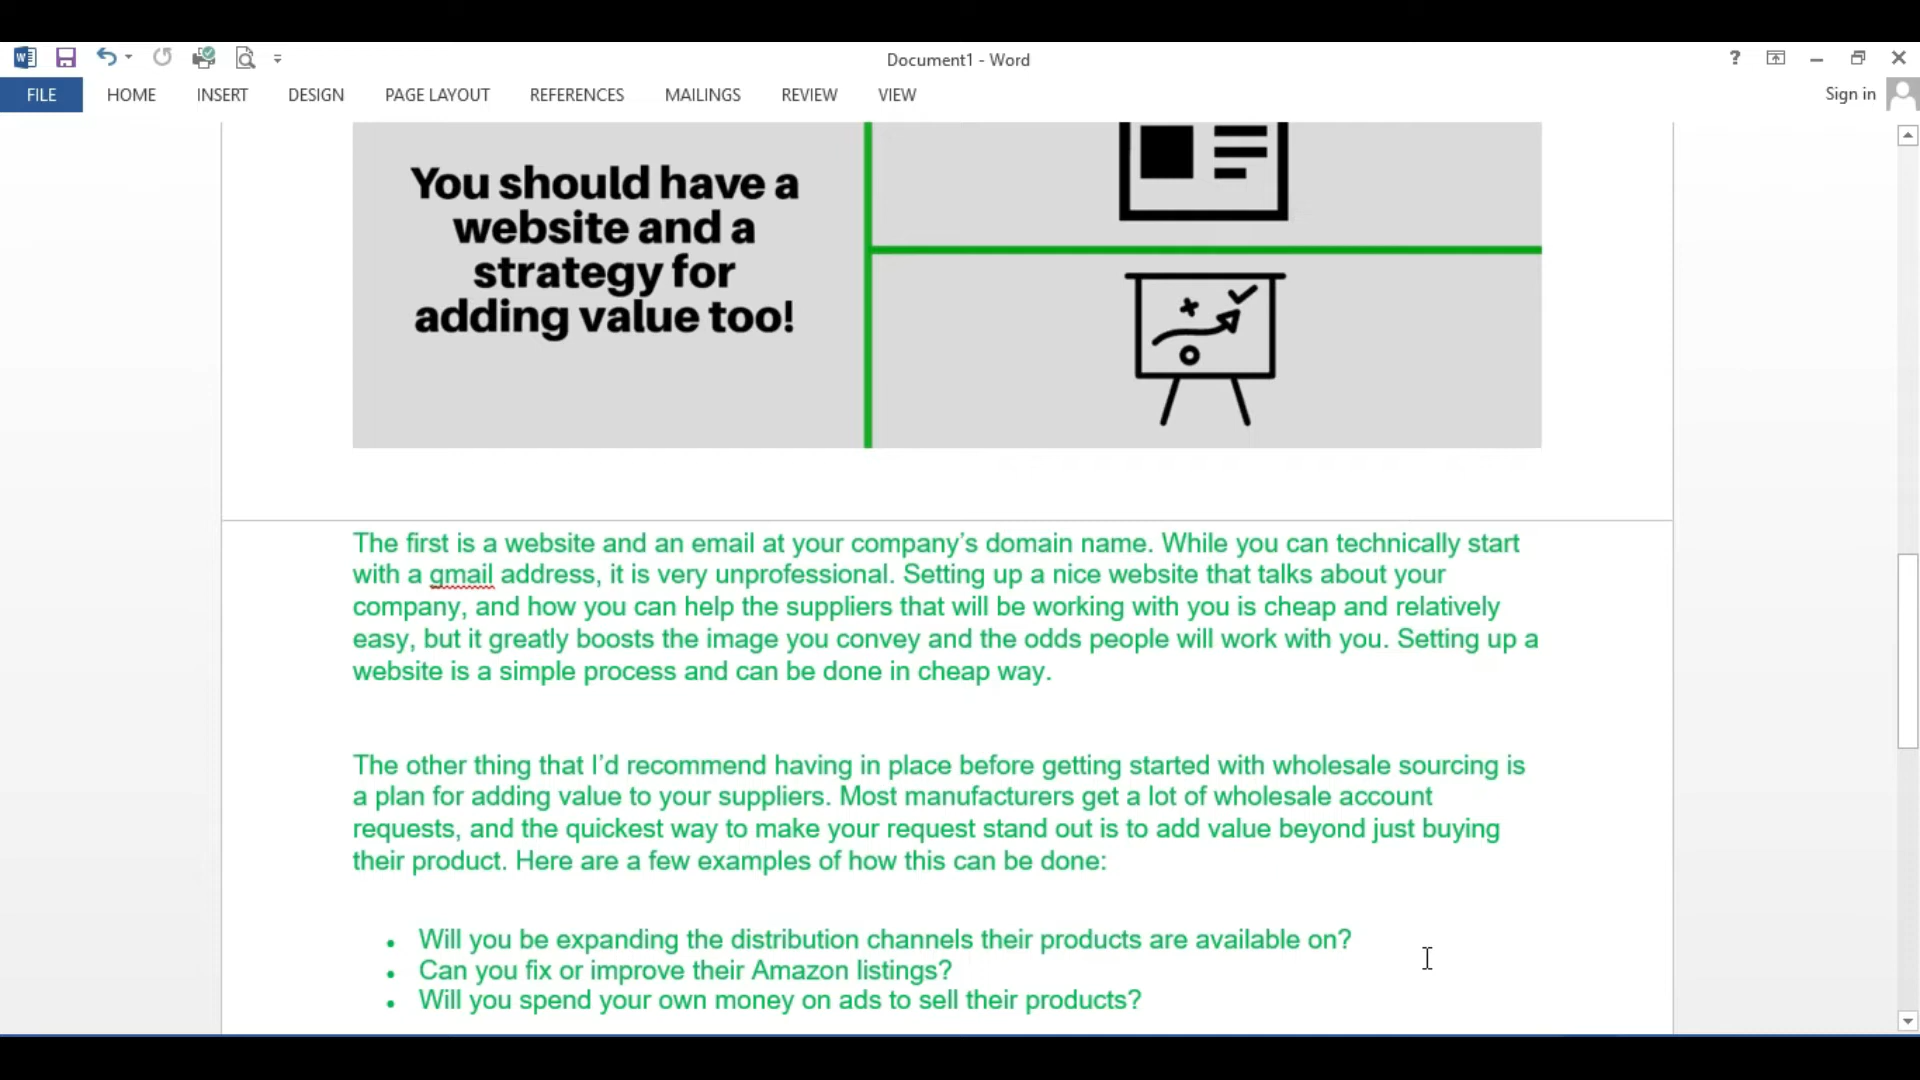 Document1 - Word
?
FILE HOME INSERT DESIGN PAGE LAYOUT REFERENCES MAILINGS REVIEW VIEW Sign in
You should have a
website and a
strategy for
adding value too!
The first is a website and an email at your company’s domain name. While you can technically start
with a gmail address, it is very unprofessional. Setting up a nice website that talks about your
company, and how you can help the suppliers that will be working with you is cheap and relatively
easy, but it greatly boosts the image you convey and the odds people will work with you. Setting up a
website is a simple process and can be done in cheap way.
The other thing that I’d recommend having in place before getting started with wholesale sourcing is
a plan for adding value to your suppliers. Most manufacturers get a lot of wholesale account
requests, and the quickest way to make your request stand out is to add value beyond just buying
their product. Here are a few examples of how this can be done:
• Will you be expanding the distribution channels their products are available on?
• Can you fix or improve their Amazon listings?
• Will you spend your own money on ads to sell their products?